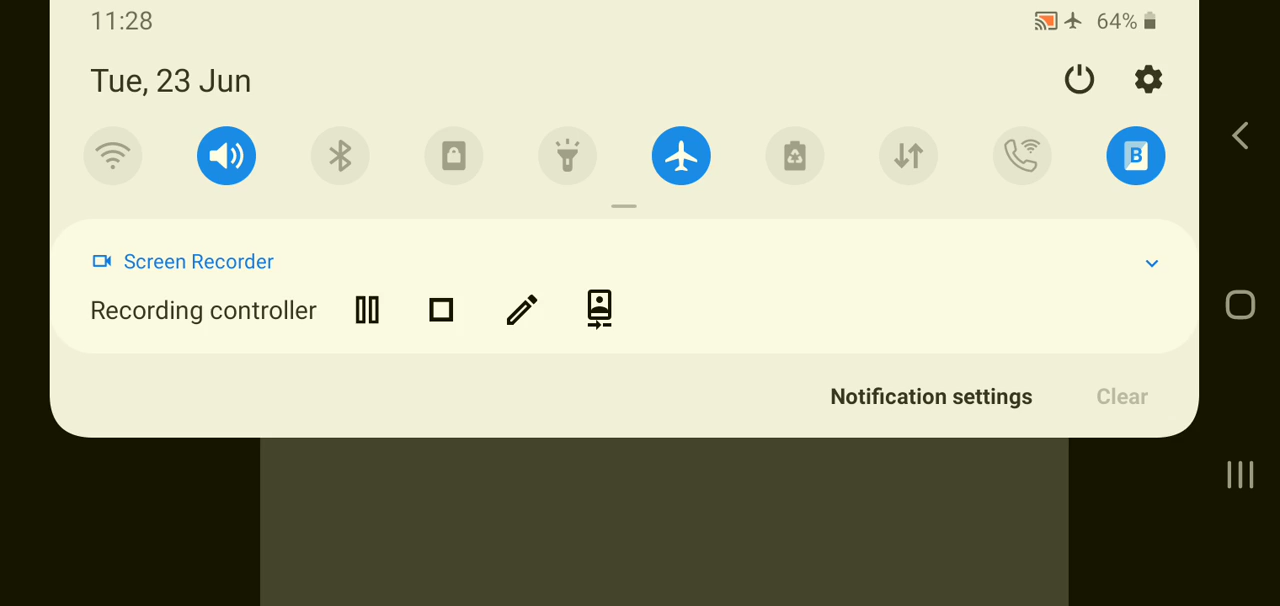 11:28 64%
Tue, 23 Jun
B
Screen Recorder
Recording controller
Notification settings Clear